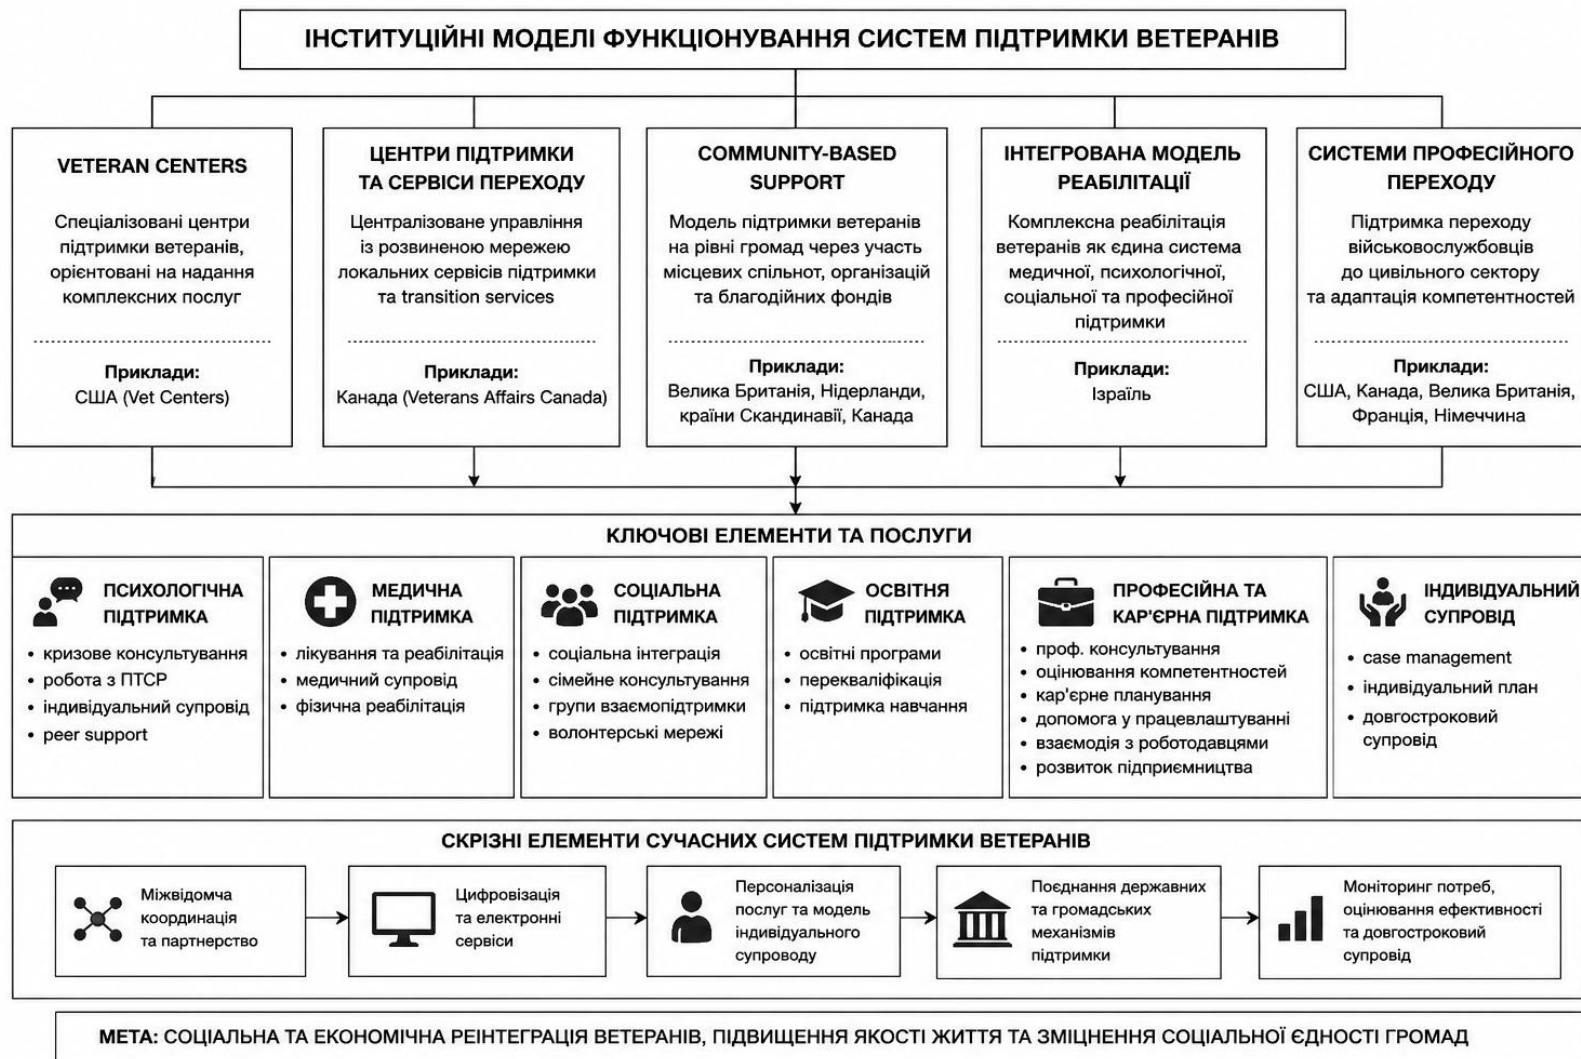 ІНСТИТУЦІЙНІ МОДЕЛІ ФУНКЦІОНУВАННЯ СИСТЕМ ПІДТРИМКИ ВЕТЕРАНІВ
VETERAN CENTERS
Спеціалізовані центри
підтримки ветеранів,
орієнтовані на надання
комплексних послуг
Приклади:
США (Vet Centers)
ЦЕНТРИ ПІДТРИМКИ
ТА СЕРВІСИ ПЕРЕХОДУ
Централізоване управління
із розвиненою мережею
локальних сервісів підтримки
та transition services
Приклади:
Канада (Veterans Affairs Canada)
COMMUNITY-BASED
SUPPORT
Модель підтримки ветеранів
на рівні громад через участь
місцевих спільнот, організацій
та благодійних фондів
Приклади:
Велика Британія, Нідерланди,
країни Скандинавії, Канада
ІНТЕГРОВАНА МОДЕЛЬ
РЕАБІЛІТАЦІЇ
Комплексна реабілітація
ветеранів як єдина система
медичної, психологічної,
соціальної та професійної
підтримки
Приклади:
Ізраїль
СИСТЕМИ ПРОФЕСІЙНОГО
ПЕРЕХОДУ
Підтримка переходу
військовослужбовців
до цивільного сектору
та адаптація компетентностей
Приклади:
США, Канада, Велика Британія,
Франція, Німеччина
КЛЮЧОВІ ЕЛЕМЕНТИ ТА ПОСЛУГИ
ПСИХОЛОГІЧНА
ПІДТРИМКА
• кризове консультування
• робота з ПТСР
• індивідуальний супровід
• peer support
МЕДИЧНА
ПІДТРИМКА
• лікування та реабілітація
• медичний супровід
• фізична реабілітація
СОЦІАЛЬНА
ПІДТРИМКА
• соціальна інтеграція
• сімейне консультування
• групи взаємопідтримки
• волонтерські мережі
ОСВІТНЯ
ПІДТРИМКА
• освітні програми
• перекваліфікація
• підтримка навчання
ПРОФЕСІЙНА ТА
КАР'ЄРНА ПІДТРИМКА
• проф. консультування
• оцінювання компетентностей
• кар'єрне планування
• допомога у працевлаштуванні
• взаємодія з роботодавцями
• розвиток підприємництва
ІНДИВІДУАЛЬНИЙ
СУПРОВІД
• case management
• індивідуальний план
• довгостроковий
супровід
СКРІЗНІ ЕЛЕМЕНТИ СУЧАСНИХ СИСТЕМ ПІДТРИМКИ ВЕТЕРАНІВ
Міжвідомча
координація
та партнерство
Цифровізація
та електронні
сервіси
Персоналізація
послуг та модель
індивідуального
супроводу
Поєднання державних
та громадських
механізмів
підтримки
Моніторинг потреб,
оцінювання ефективності
та довгостроковий
супровід
МЕТА: СОЦІАЛЬНА ТА ЕКОНОМІЧНА РЕІНТЕГРАЦІЯ ВЕТЕРАНІВ, ПІДВИЩЕННЯ ЯКОСТІ ЖИТТЯ ТА ЗМІЦНЕННЯ СОЦІАЛЬНОЇ ЄДНОСТІ ГРОМАД